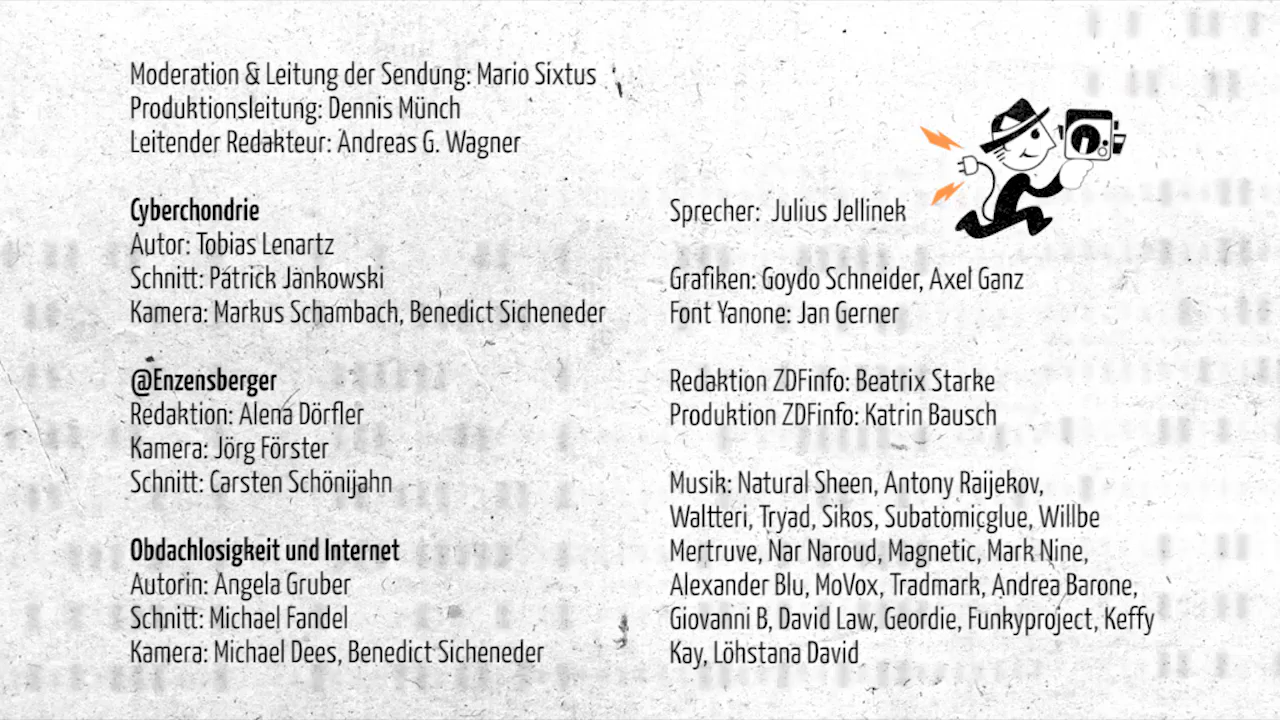 Moderation & Leitung der Sendung: Mario Sixtus
Produktionsleitung: Dennis Münch
Leitender Redakteur: Andreas G. Wagner
Cyberchondrie
Autor: Tobias Lenartz
Schnitt: Patrick Jankowski
Kamera: Markus Schambach, Benedict Sicheneder
@Enzensberger
Redaktion: Alena Dörfler
Kamera: Jörg Förster
Schnitt: Carsten Schönijahn
Obdachlosigkeit und Internet
Autorin: Angela Gruber
Schnitt: Michael Fandel
Kamera: Michael Dees, Benedict Sicheneder
Sprecher: Julius Jellinek
Grafiken: Goydo Schneider, Axel Ganz
Font Yanone: Jan Gerner
Redaktion ZDFinfo: Beatrix Starke
Produktion ZDFinfo: Katrin Bausch
Musik: Natural Sheen, Antony Raijekov,
Waltteri, Tryad, Sikos, Subatomicglue, Willbe
Mertruve, Nar Naroud, Magnetic, Mark Nine,
Alexander Blu, MoVox, Tradmark, Andrea Barone,
Giovanni B, David Law, Geordie, Funkyproject, Keffy
Kay, Löhstana David